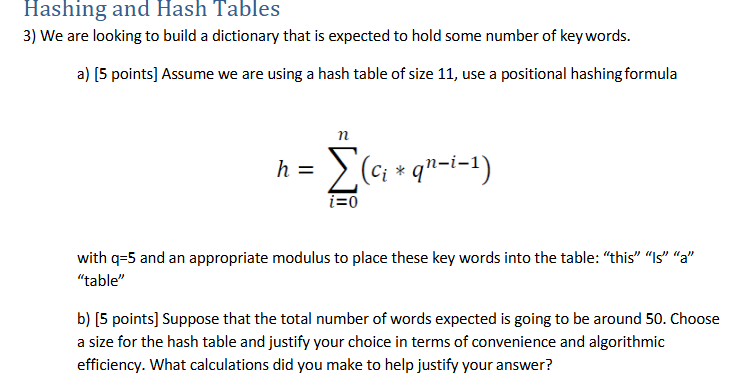 Hashing and Hash Tables
3) We are looking to build a dictionary that is expected to hold some number of key words.
a) [5 points] Assume we are using a hash table of size 11, use a positional hashing formula
n
h = ∑(cᵢ * qⁿ⁻ⁱ⁻¹)
i=0
with q=5 and an appropriate modulus to place these key words into the table: “this” “Is” “a”
“table”
b) [5 points] Suppose that the total number of words expected is going to be around 50. Choose
a size for the hash table and justify your choice in terms of convenience and algorithmic
efficiency. What calculations did you make to help justify your answer?